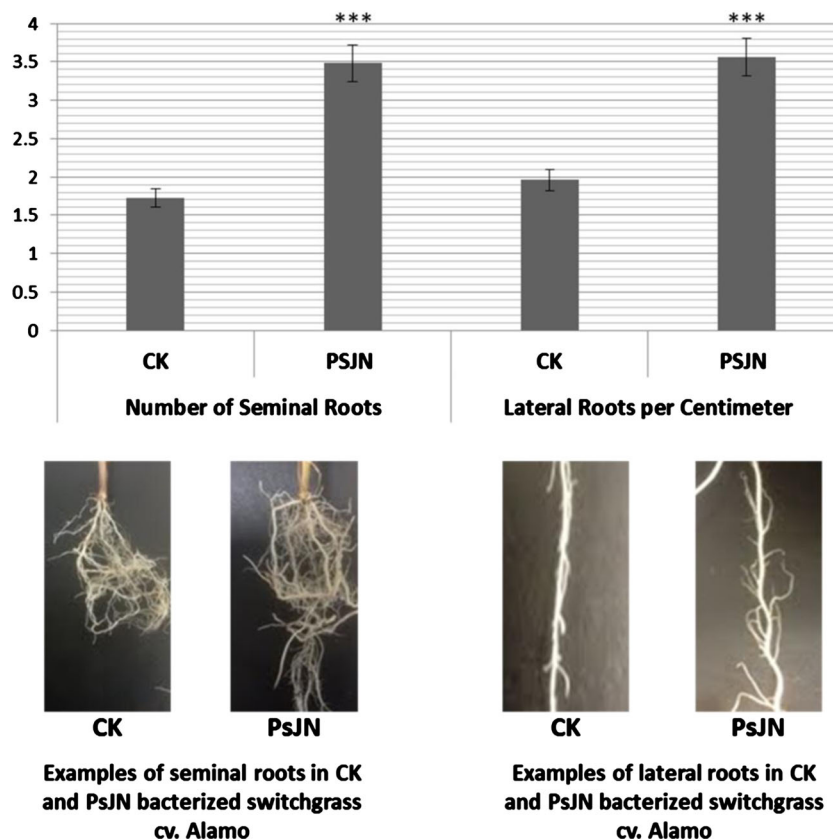 4
3.5
3
2.5
2
1.5
1
0.5
0
*** ***
CK PSJN CK PSJN
Number of Seminal Roots Lateral Roots per Centimeter
CK PsJN CK PsJN
Examples of seminal roots in CK
and PsJN bacterized switchgrass
cv. Alamo
Examples of lateral roots in CK
and PsJN bacterized switchgrass
cv. Alamo